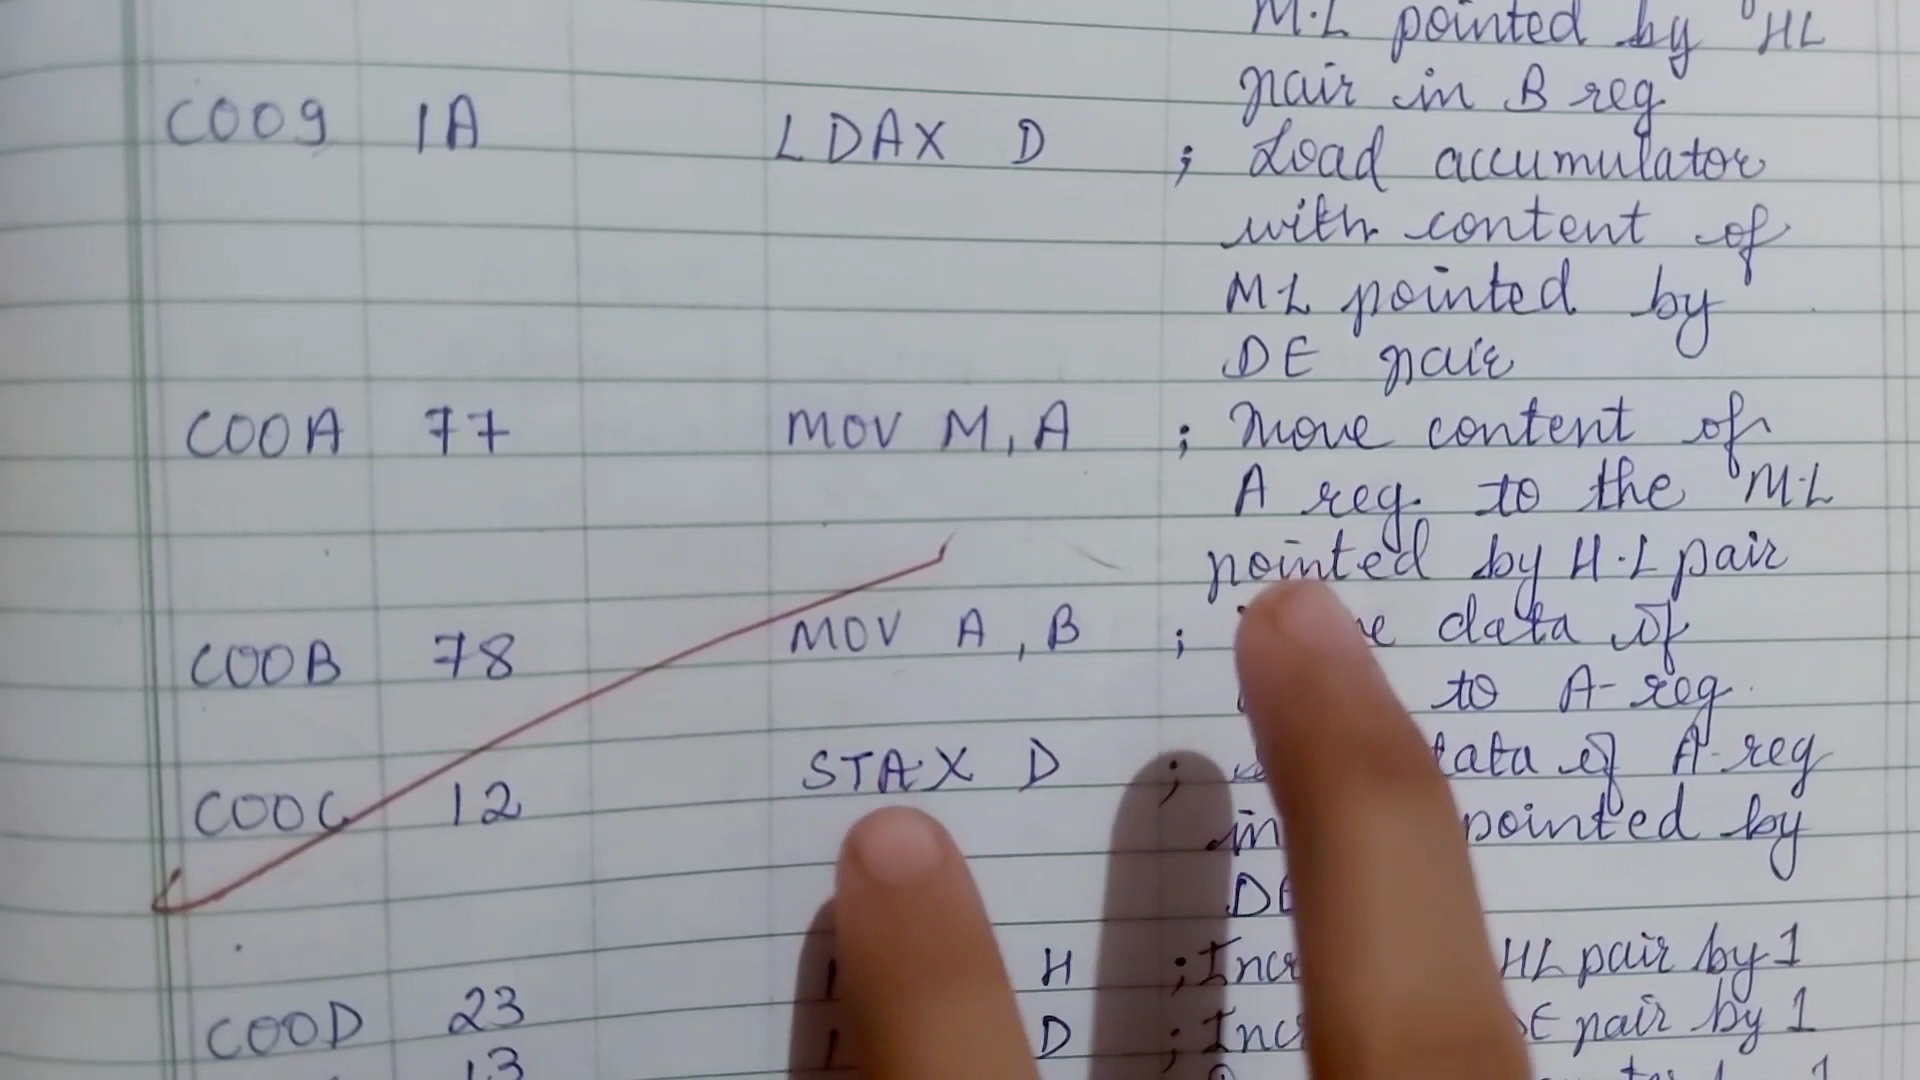 M.L pointed by HL
pair in B reg
C009 1A LDAX D ; Load accumulator
with content of
ML pointed by
DE pair
C00A 77 MOV M, A ; Move content of
A reg. to the M.L
pointed by H.L pair
C00B 78 MOV A, B ; data of
to A-reg.
C00C 12 STAX D ; data of A-reg
in pointed by
H ; HL pair by 1
C00D 23 D ; pair by 1
13